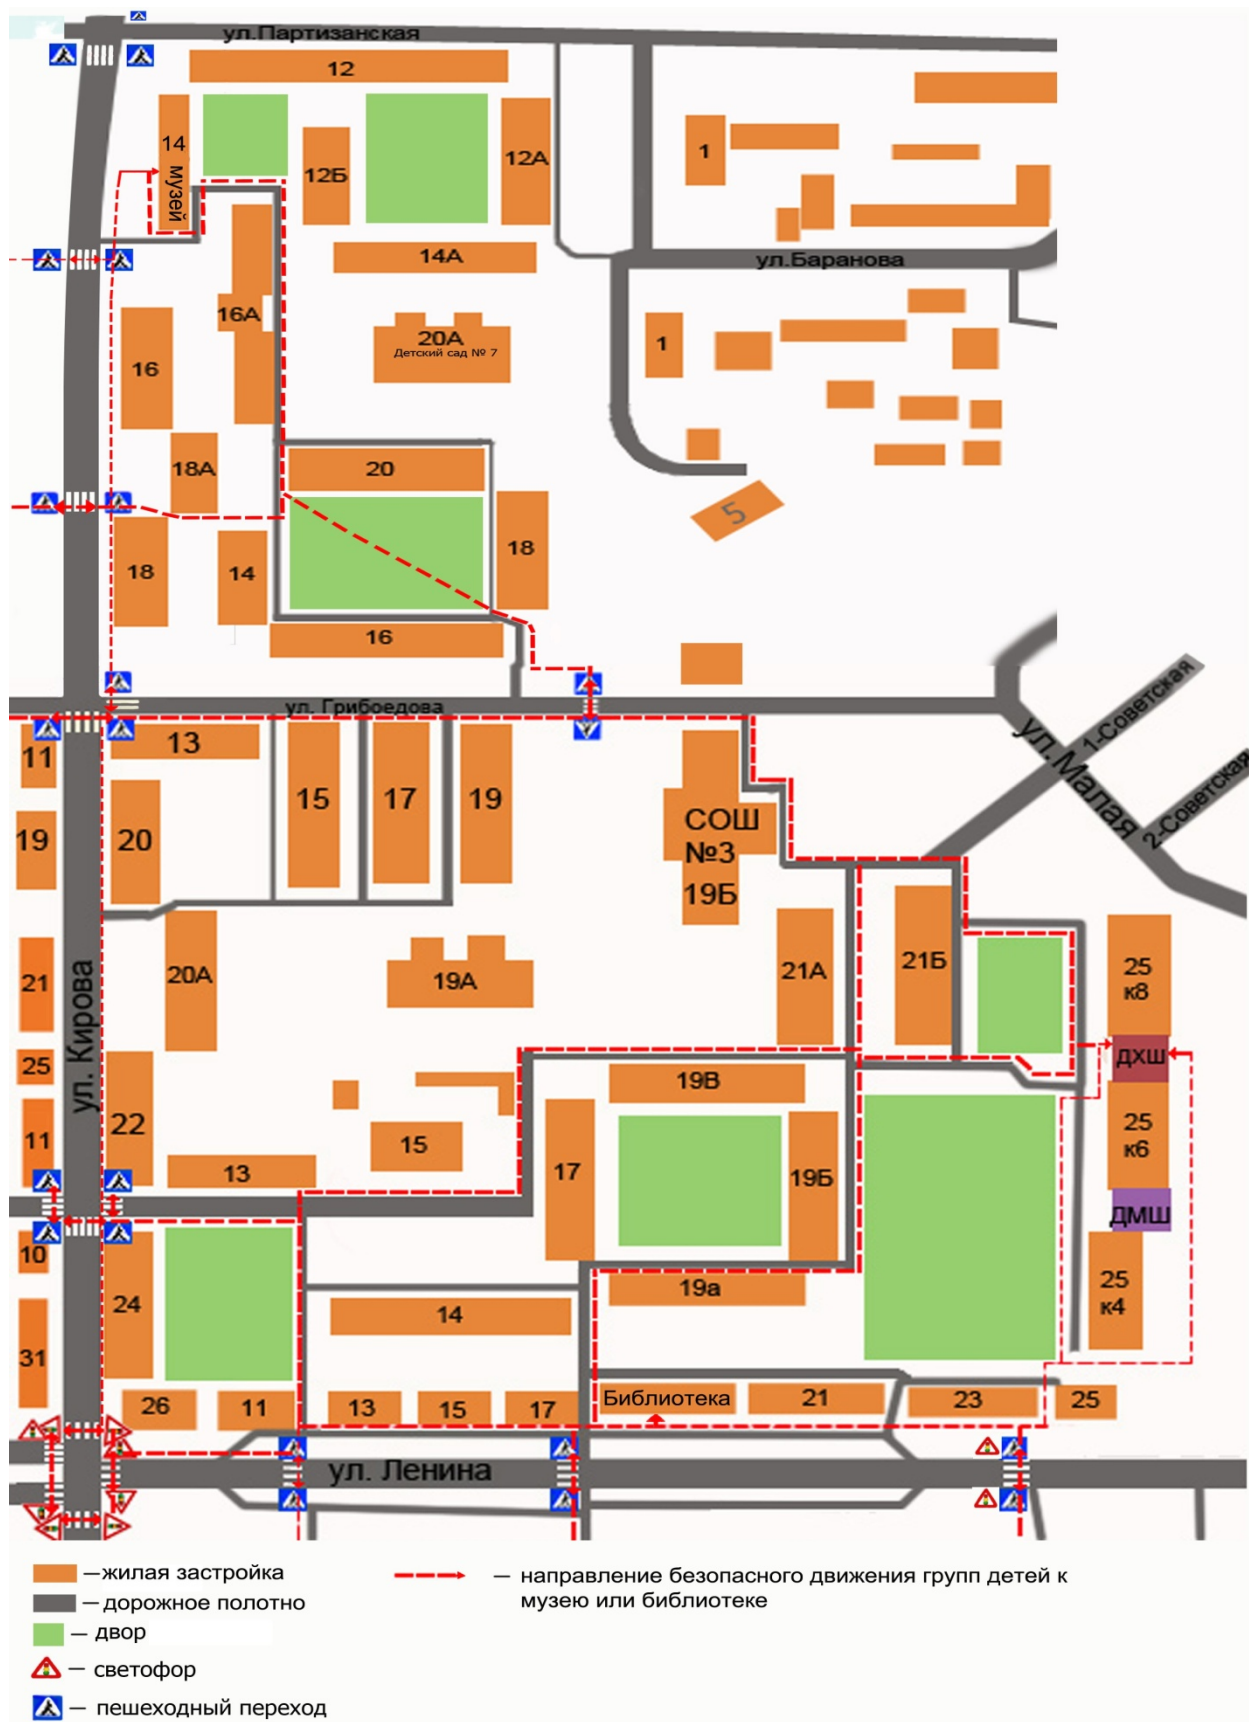 ул.Партизанская
12
14
музей
12Б
12А
1
14А
ул.Баранова
16А
20А
Детский сад № 7
1
16
18А
20
5
18
14
18
16
ул. Грибоедова
1-Советская
ул.Малая
2-Советская
11
13
15
17
19
19
20
СОШ
№3
19Б
ул. Кирова
21
20А
19А
21А
21Б
25
к8
25
ДХШ
11
22
13
15
17
19В
19Б
25
к6
ДМШ
10
24
14
19а
25
к4
31
26
11
13
15
17
Библиотека
21
23
25
ул. Ленина
—жилая застройка
— дорожное полотно
— двор
— светофор
— пешеходный переход
— направление безопасного движения групп детей к
музею или библиотеке